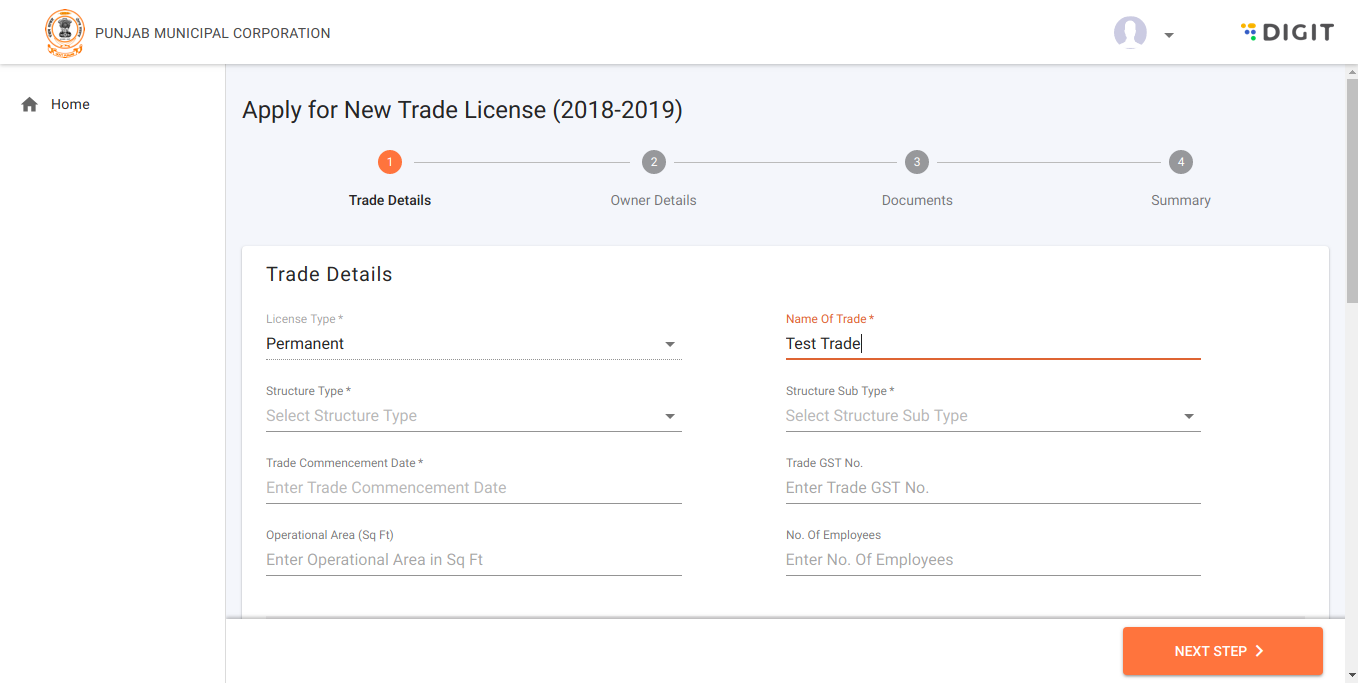 PUNJAB MUNICIPAL CORPORATION
DIGIT
Home
Apply for New Trade License (2018-2019)
1 2 3 4
Trade Details Owner Details Documents Summary
Trade Details
License Type * Name Of Trade *
Permanent Test Trade
Structure Type * Structure Sub Type *
Select Structure Type Select Structure Sub Type
Trade Commencement Date * Trade GST No.
Enter Trade Commencement Date Enter Trade GST No.
Operational Area (Sq Ft) No. Of Employees
Enter Operational Area in Sq Ft Enter No. Of Employees
NEXT STEP